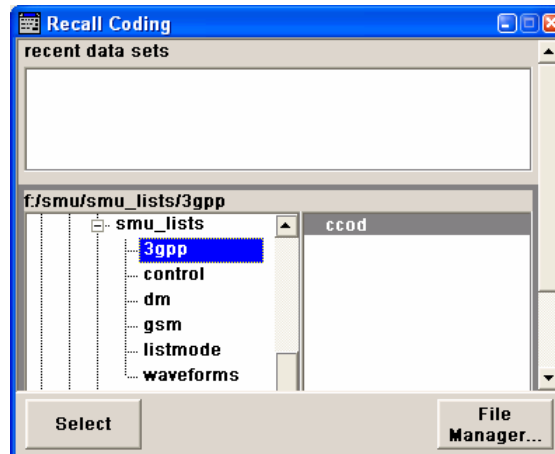 Recall Coding
recent data sets
f:/smu/smu_lists/3gpp
smu_lists
3gpp
control
dm
gsm
listmode
waveforms
ccod
Select
File
Manager...